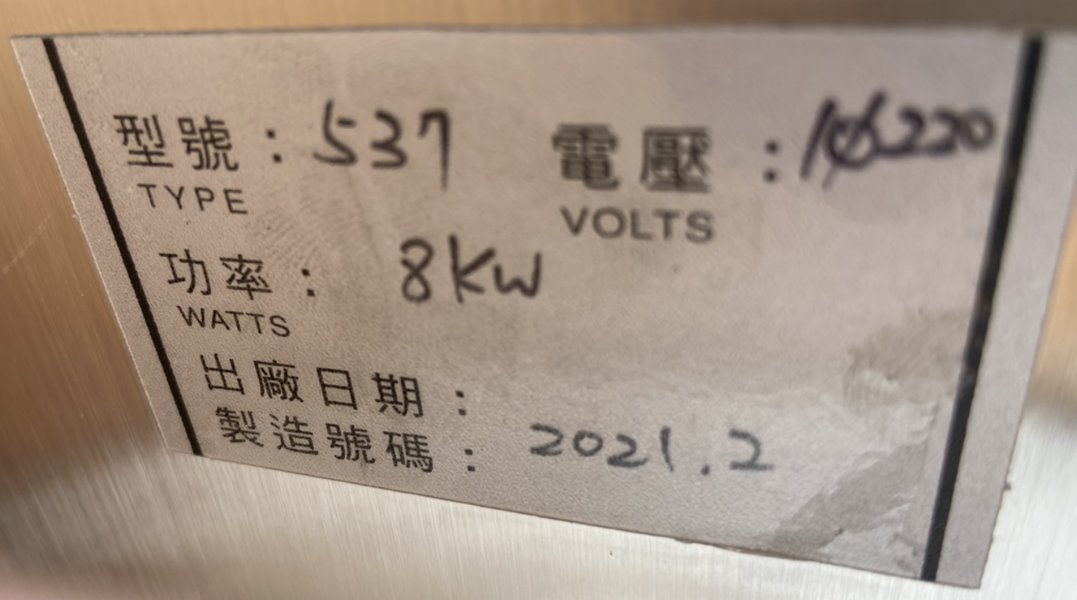 型號：537 電壓：1φ220
TYPE VOLTS
功率：8KW
WATTS
出廠日期：
製造號碼：2021.2